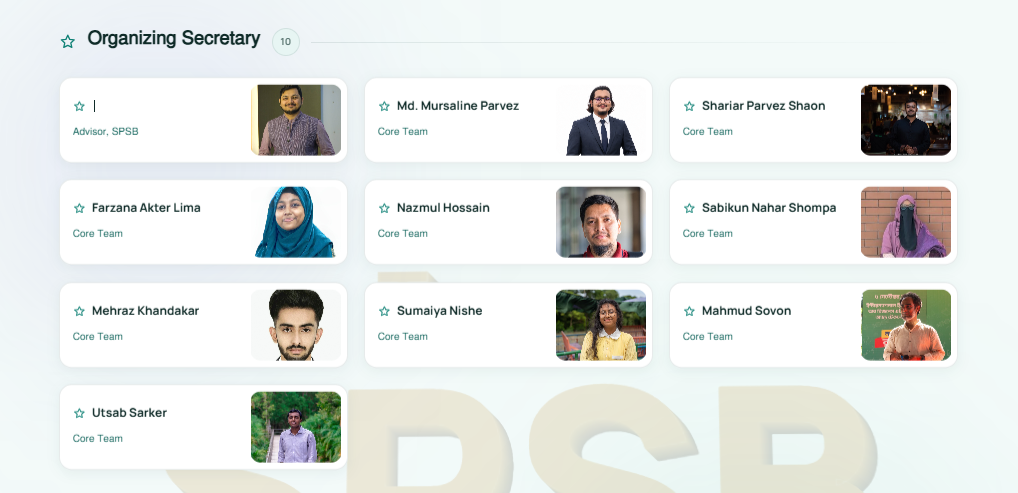 Organizing Secretary 10
Advisor, SPSB
Md. Mursaline Parvez
Core Team
Shariar Parvez Shaon
Core Team
Farzana Akter Lima
Core Team
Nazmul Hossain
Core Team
Sabikun Nahar Shompa
Core Team
Mehraz Khandakar
Core Team
Sumaiya Nishe
Core Team
Mahmud Sovon
Core Team
Utsab Sarker
Core Team
SPSB